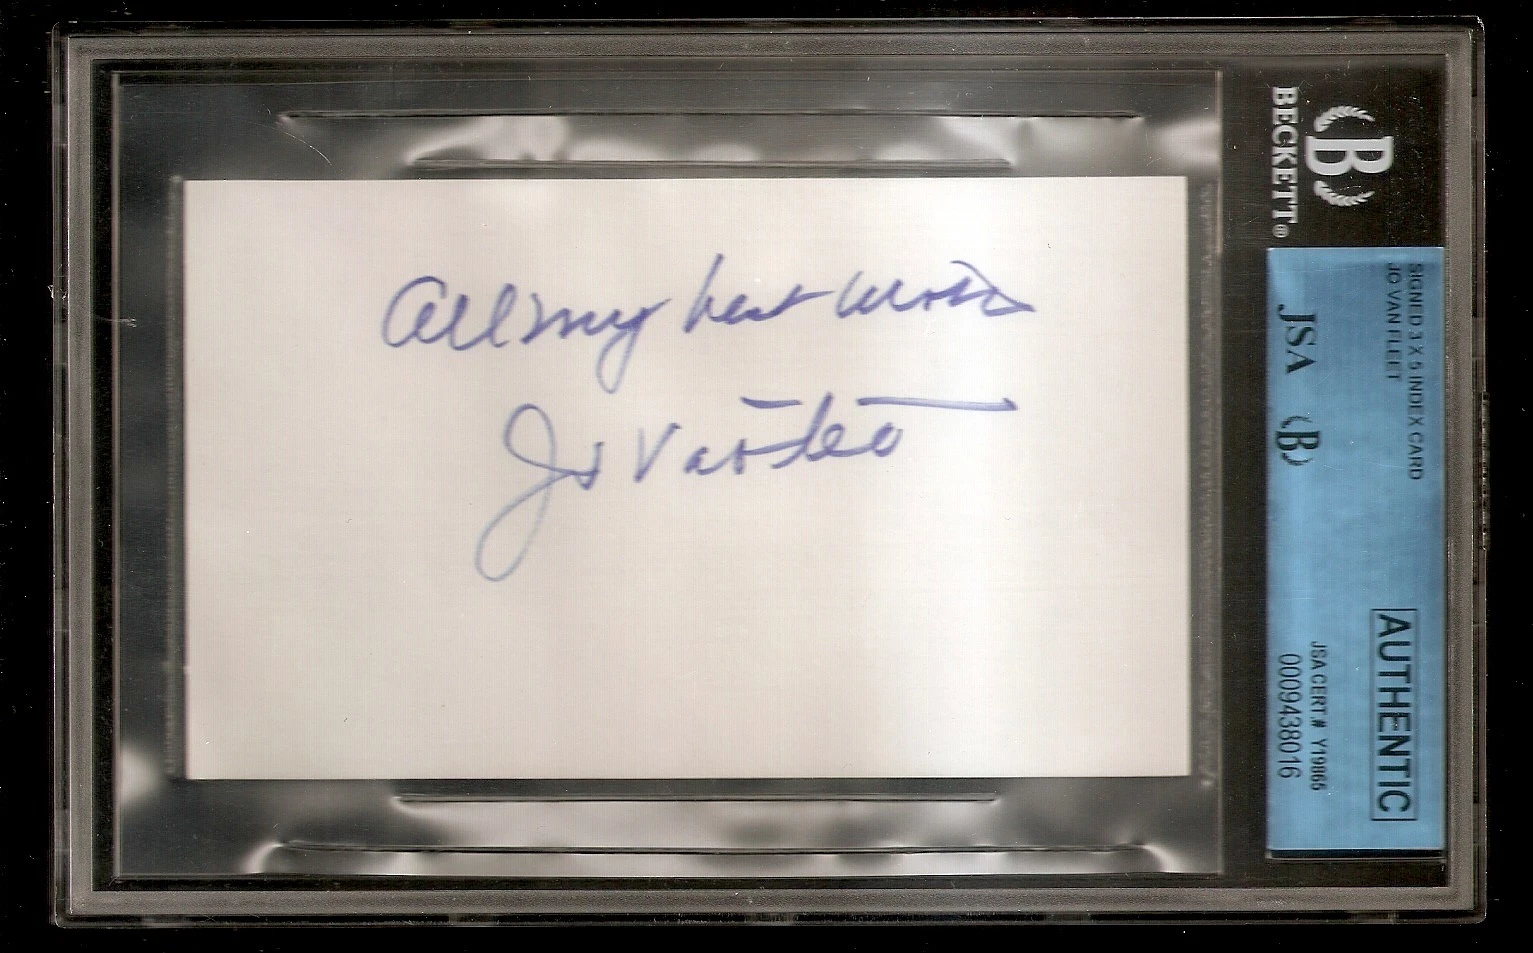 All my best wishes
Jo Van Fleet
B
BECKETT®
SIGNED 3 X 5 INDEX CARD
JO VAN FLEET
JSA B
AUTHENTIC
JSA CERT.# Y19865
0009438016